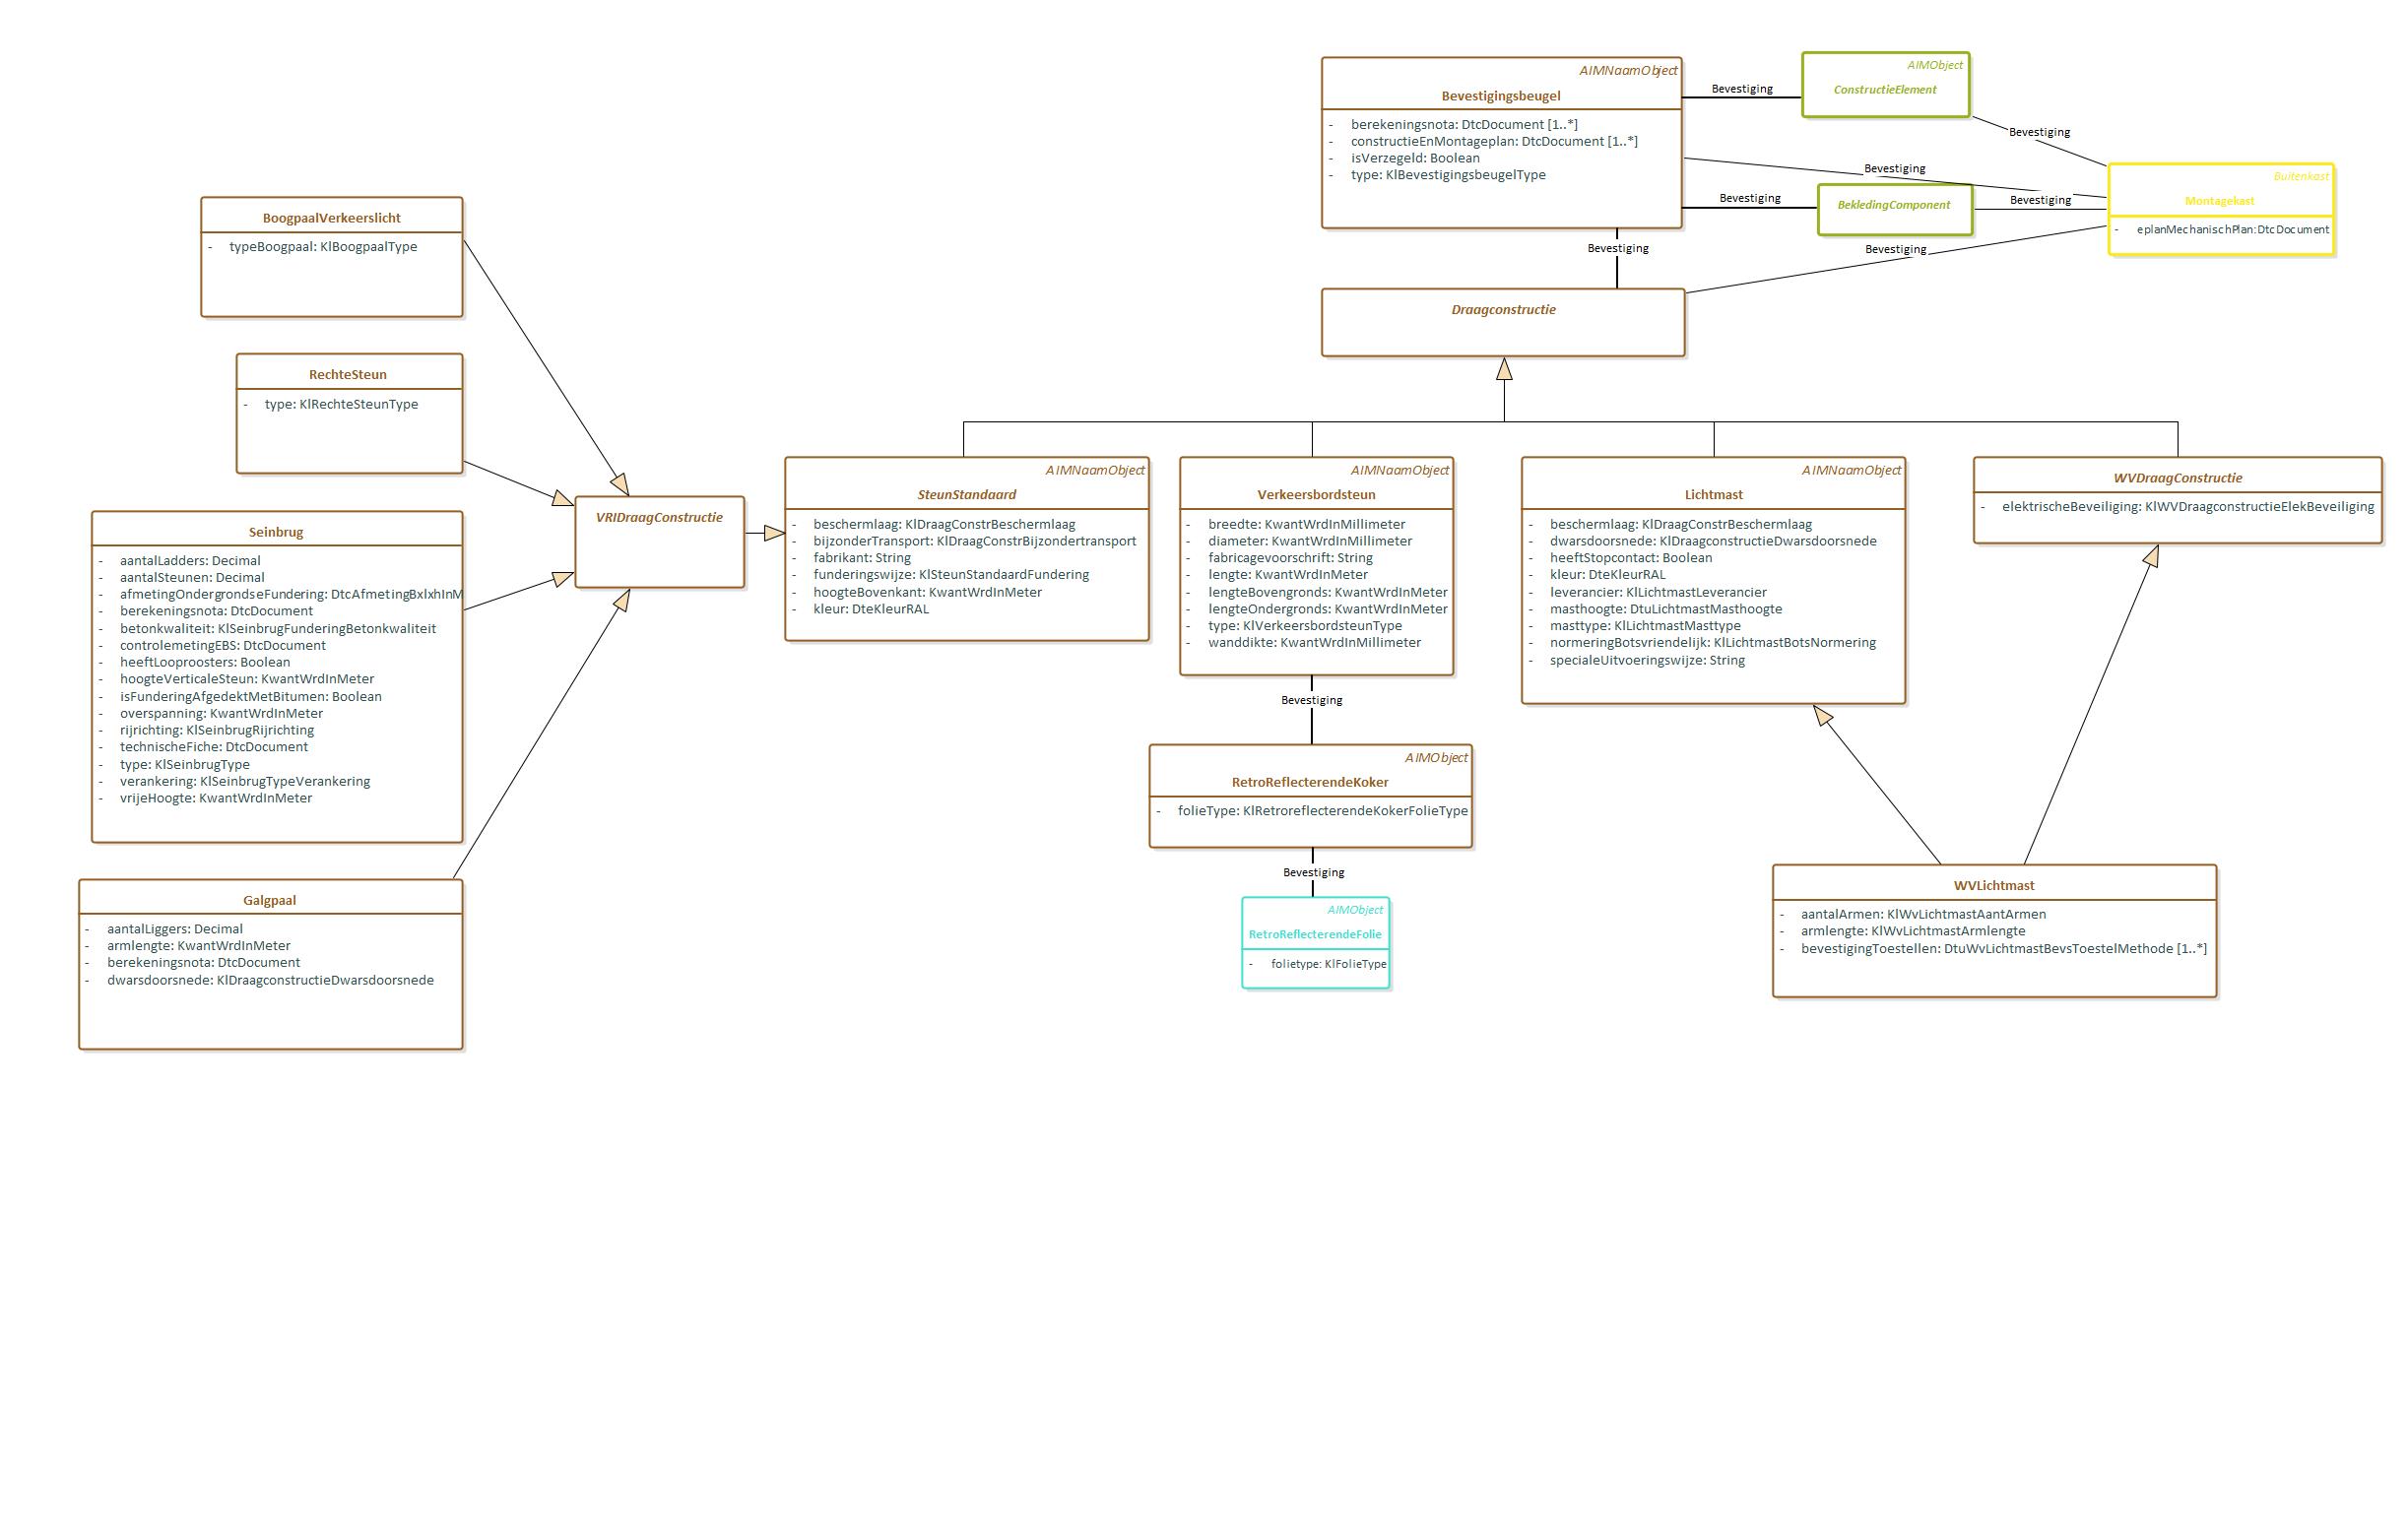 AIMNaamObject
Bevestigingsbeugel
- berekeningsnota: DtcDocument [1..*]
- constructieEnMontageplan: DtcDocument [1..*]
- isVerzegeld: Boolean
- type: KlBevestigingsbeugelType
Bevestiging
AIMObject
ConstructieElement
Bevestiging
Bevestiging
Bevestiging
BekledingComponent
Bevestiging
Buitenkast
Montagekast
- eplanMechanischPlan: DtcDocument
Bevestiging
Bevestiging
Draagconstructie
BoogpaalVerkeerslicht
- typeBoogpaal: KlBoogpaalType
RechteSteun
- type: KlRechteSteunType
Seinbrug
- aantalLadders: Decimal
- aantalSteunen: Decimal
- afmetingOndergrondseFundering: DtcAfmetingBxlxhInM
- berekeningsnota: DtcDocument
- betonkwaliteit: KlSeinbrugFunderingBetonkwaliteit
- controlemetingEBS: DtcDocument
- heeftLooproosters: Boolean
- hoogteVerticaleSteun: KwantWrdInMeter
- isFunderingAfgedektMetBitumen: Boolean
- overspanning: KwantWrdInMeter
- rijrichting: KlSeinbrugRijrichting
- technischeFiche: DtcDocument
- type: KlSeinbrugType
- verankering: KlSeinbrugTypeVerankering
- vrijeHoogte: KwantWrdInMeter
Galgpaal
- aantalLiggers: Decimal
- armlengte: KwantWrdInMeter
- berekeningsnota: DtcDocument
- dwarsdoorsnede: KlDraagconstructieDwarsdoorsnede
VRIDraagConstructie
AIMNaamObject
SteunStandaard
- beschermlaag: KlDraagConstrBeschermlaag
- bijzonderTransport: KlDraagConstrBijzondertransport
- fabrikant: String
- funderingswijze: KlSteunStandaardFundering
- hoogteBovenkant: KwantWrdInMeter
- kleur: DteKleurRAL
AIMNaamObject
Verkeersbordsteun
- breedte: KwantWrdInMillimeter
- diameter: KwantWrdInMillimeter
- fabricagevoorschrift: String
- lengte: KwantWrdInMeter
- lengteBovengronds: KwantWrdInMeter
- lengteOndergronds: KwantWrdInMeter
- type: KlVerkeersbordsteunType
- wanddikte: KwantWrdInMillimeter
Bevestiging
AIMObject
RetroReflecterendeKoker
- folieType: KlRetroreflecterendeKokerFolieType
Bevestiging
AIMObject
RetroReflecterendeFolie
- folietype: KlFolieType
AIMNaamObject
Lichtmast
- beschermlaag: KlDraagConstrBeschermlaag
- dwarsdoorsnede: KlDraagconstructieDwarsdoorsnede
- heeftStopcontact: Boolean
- kleur: DteKleurRAL
- leverancier: KlLichtmastLeverancier
- masthoogte: DtuLichtmastMasthoogte
- masttype: KlLichtmastMasttype
- normeringBotsvriendelijk: KlLichtmastBotsNormering
- specialeUitvoeringswijze: String
WVDraagConstructie
- elektrischeBeveiliging: KlWVDraagconstructieElekBeveiliging
WVLichtmast
- aantalArmen: KlWvLichtmastAantArmen
- armlengte: KlWvLichtmastArmlengte
- bevestigingToestellen: DtuWvLichtmastBevsToestelMethode [1..*]